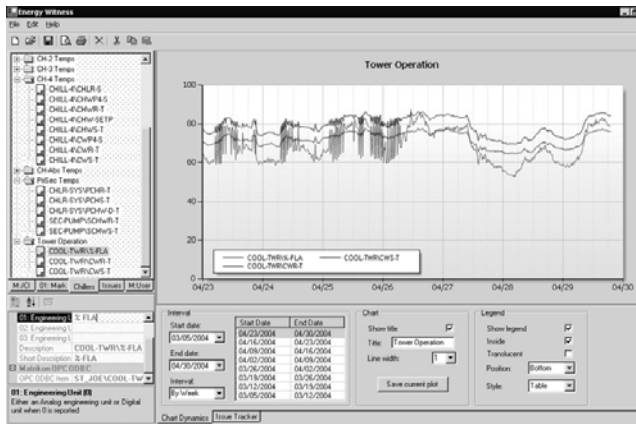 Energy Witness
File Edit Help
CH-2 Temps
CH-3 Temps
CH-4 Temps
CHILL-4\CHLR-S
CHILL-4\CHWP4-S
CHILL-4\CHWR-T
CHILL-4\CHW-SETP
CHILL-4\CHWS-T
CHILL-4\CWP4-S
CHILL-4\CWR-T
CHILL-4\CWS-T
CH-Abs Temps
Pri\Sec Temps
CHLR-SYS\PCHR-T
CHLR-SYS\PCHS-T
CHLR-SYS\PCHW-D-T
SEC-PUMP\SCHWR-T
SEC-PUMP\SCHWS-T
Tower Operation
COOL-TWR\%-FLA
COOL-TWR\CWR-T
COOL-TWR\CWS-T
M:JCI 01: Mark Chillers Issues M:User
01: Engineering U % FLA
02: Engineering U
03: Engineering U
Description COOL-TWR\%-FLA
Short Description %-FLA
Matrikon OPC ODBC
OPC ODBC Item ST_JOE\COOL-TW
01: Engineering Unit (0)
Either an Analog engineering unit or Digital
unit when 0 is reported
Tower Operation
100
80
60
40
20
0
COOL-TWR\%-FLA COOL-TWR\CWS-T
COOL-TWR\CWR-T
04/23 04/24 04/25 04/26 04/27 04/28 04/29 04/30
Interval
Start date:
03/05/2004
End date:
04/30/2004
Interval:
By Week
Start Date End Date
04/23/2004 04/30/2004
04/16/2004 04/23/2004
04/09/2004 04/16/2004
04/02/2004 04/09/2004
03/26/2004 04/02/2004
03/19/2004 03/26/2004
03/12/2004 03/19/2004
03/05/2004 03/12/2004
Chart
Show title
Title: Tower Operation
Line width: 1
Save current plot
Legend
Show legend
Inside
Translucent
Position: Bottom
Style: Table
Chart Dynamics Issue Tracker